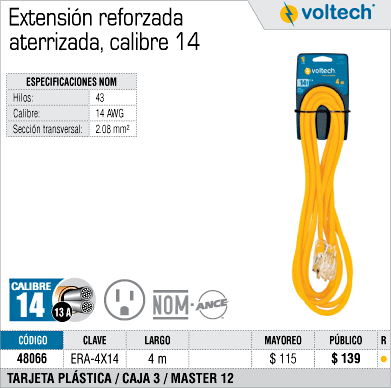 Extensión reforzada
aterrizada, calibre 14
voltech®
ESPECIFICACIONES NOM
Hilos: 43
Calibre: 14 AWG
Sección transversal: 2.08 mm²
voltech
14
4 m
CALIBRE
14
13 A
NOM - ANCE
CÓDIGO CLAVE LARGO MAYOREO PÚBLICO R
48066 ERA-4X14 4 m $ 115 $ 139
TARJETA PLÁSTICA / CAJA 3 / MASTER 12